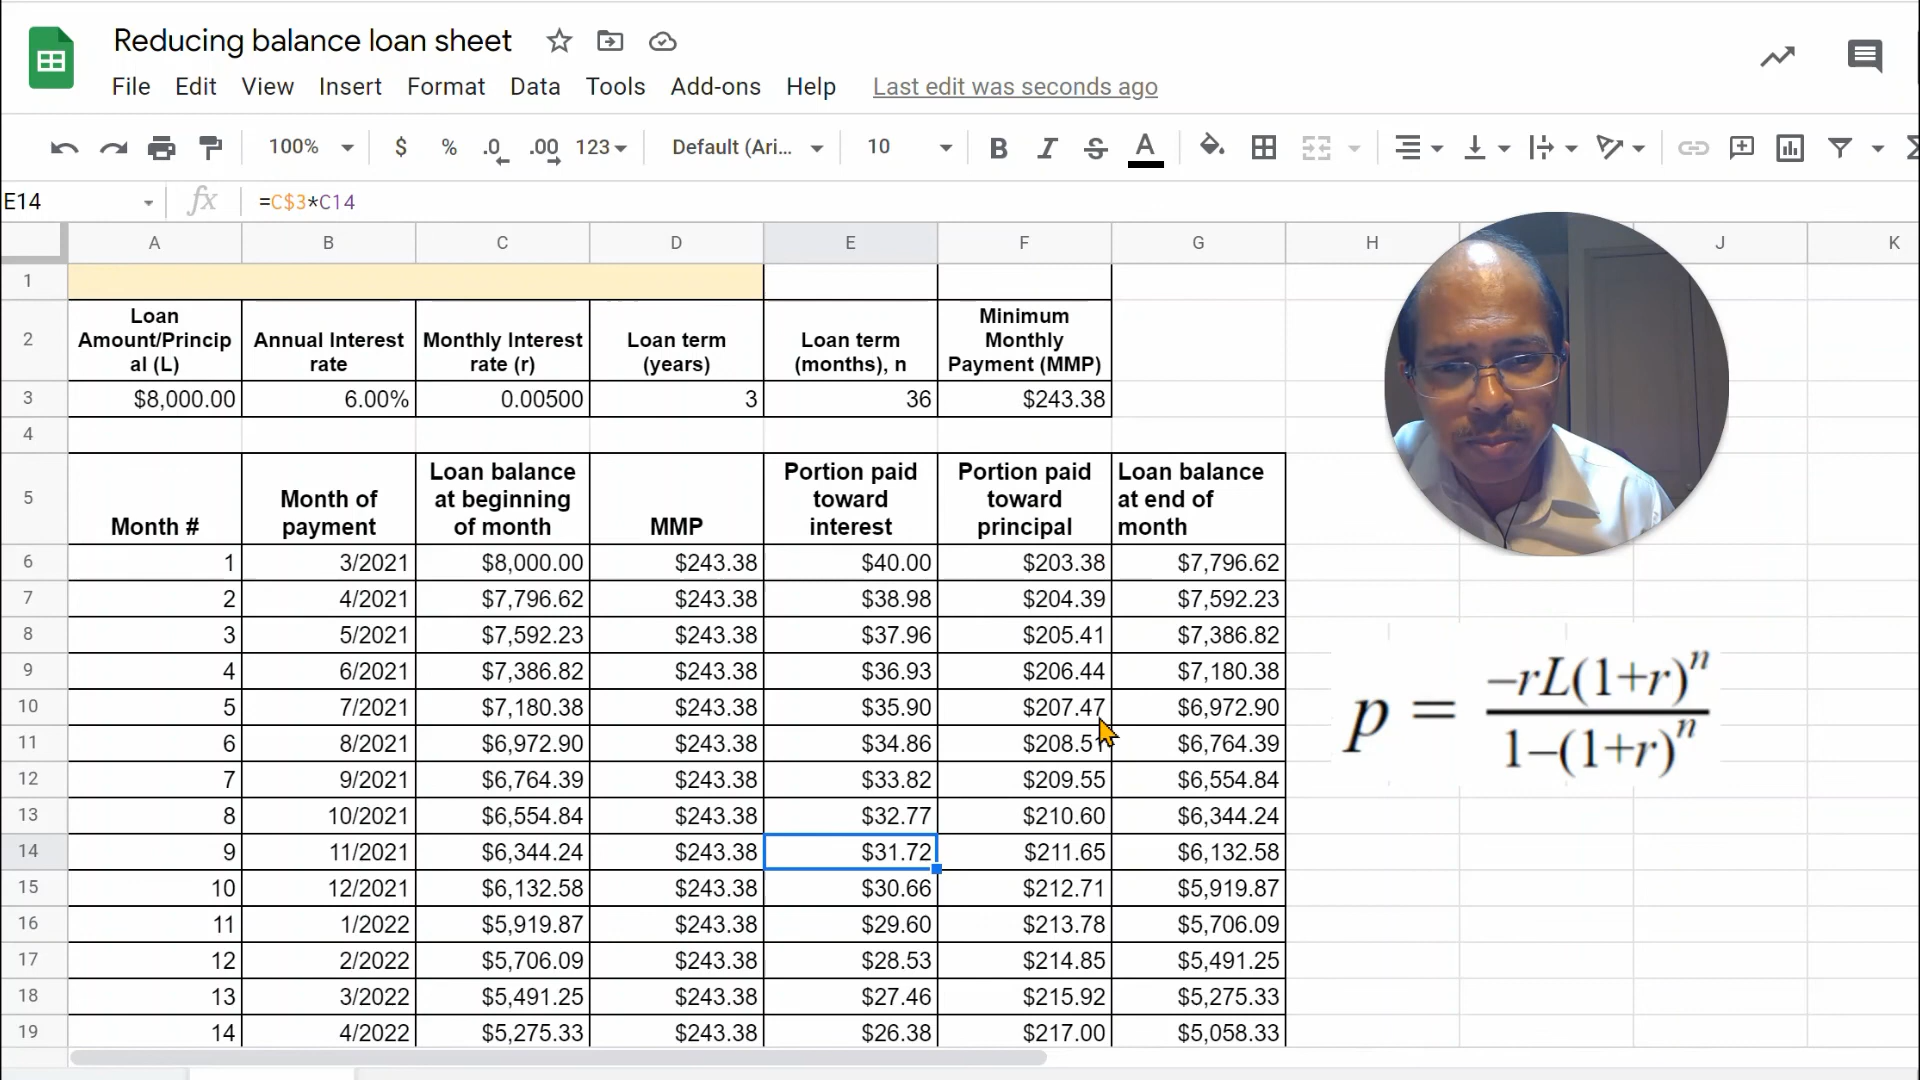 Reducing balance loan sheet
File Edit View Insert Format Data Tools Add-ons Help Last edit was seconds ago
100% $ % .0 .00 123 Default (Ari... 10 B I S A
E14 fx =C$3*C14
A B C D E F G H J K
1
2 Loan Amount/Princip al (L) Annual Interest rate Monthly Interest rate (r) Loan term (years) Loan term (months), n Minimum Monthly Payment (MMP)
3 $8,000.00 6.00% 0.00500 3 36 $243.38
4
5 Month # Month of payment Loan balance at beginning of month MMP Portion paid toward interest Portion paid toward principal Loan balance at end of month
6 1 3/2021 $8,000.00 $243.38 $40.00 $203.38 $7,796.62
7 2 4/2021 $7,796.62 $243.38 $38.98 $204.39 $7,592.23
8 3 5/2021 $7,592.23 $243.38 $37.96 $205.41 $7,386.82
9 4 6/2021 $7,386.82 $243.38 $36.93 $206.44 $7,180.38
10 5 7/2021 $7,180.38 $243.38 $35.90 $207.47 $6,972.90
11 6 8/2021 $6,972.90 $243.38 $34.86 $208.51 $6,764.39
12 7 9/2021 $6,764.39 $243.38 $33.82 $209.55 $6,554.84
13 8 10/2021 $6,554.84 $243.38 $32.77 $210.60 $6,344.24
14 9 11/2021 $6,344.24 $243.38 $31.72 $211.65 $6,132.58
15 10 12/2021 $6,132.58 $243.38 $30.66 $212.71 $5,919.87
16 11 1/2022 $5,919.87 $243.38 $29.60 $213.78 $5,706.09
17 12 2/2022 $5,706.09 $243.38 $28.53 $214.85 $5,491.25
18 13 3/2022 $5,491.25 $243.38 $27.46 $215.92 $5,275.33
19 14 4/2022 $5,275.33 $243.38 $26.38 $217.00 $5,058.33
p = −rL(1+r)ⁿ
1−(1+r)ⁿ